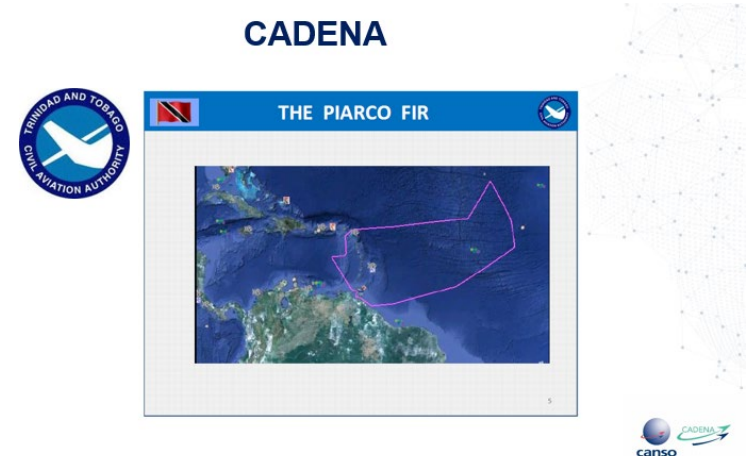 CADENA
TRINIDAD AND TOBAGO
CIVIL AVIATION AUTHORITY
THE PIARCO FIR
5
CADENA
canso